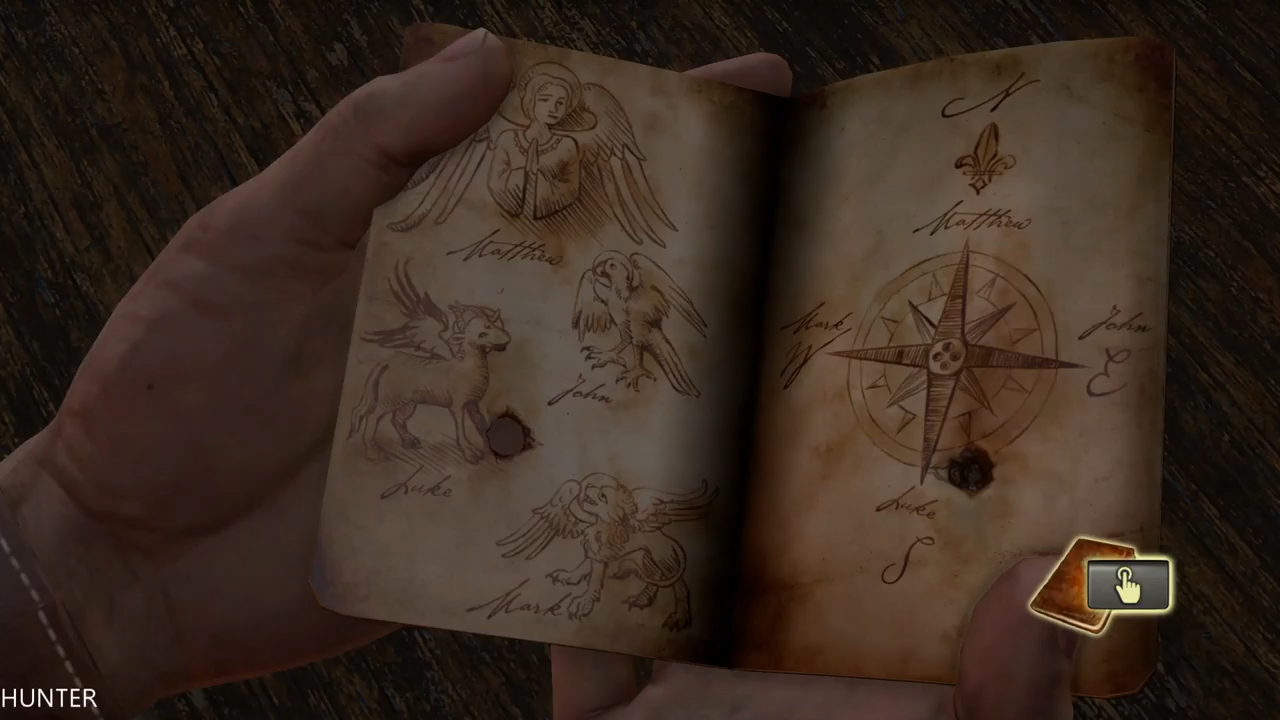 Matthew
John
Luke
Mark
N
Matthew
Mark
W
John
E
Luke
S
HUNTER